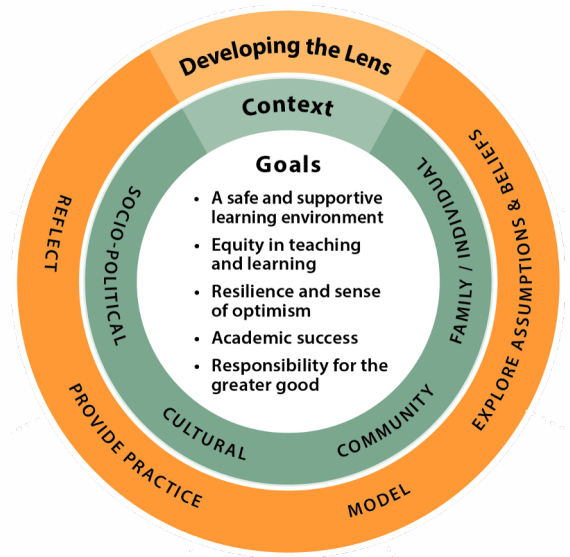 Developing the Lens
Context
Goals
• A safe and supportive
learning environment
• Equity in teaching
and learning
• Resilience and sense
of optimism
• Academic success
• Responsibility for the
greater good
SOCIO-POLITICAL
FAMILY / INDIVIDUAL
CULTURAL
COMMUNITY
REFLECT
EXPLORE ASSUMPTIONS & BELIEFS
PROVIDE PRACTICE
MODEL